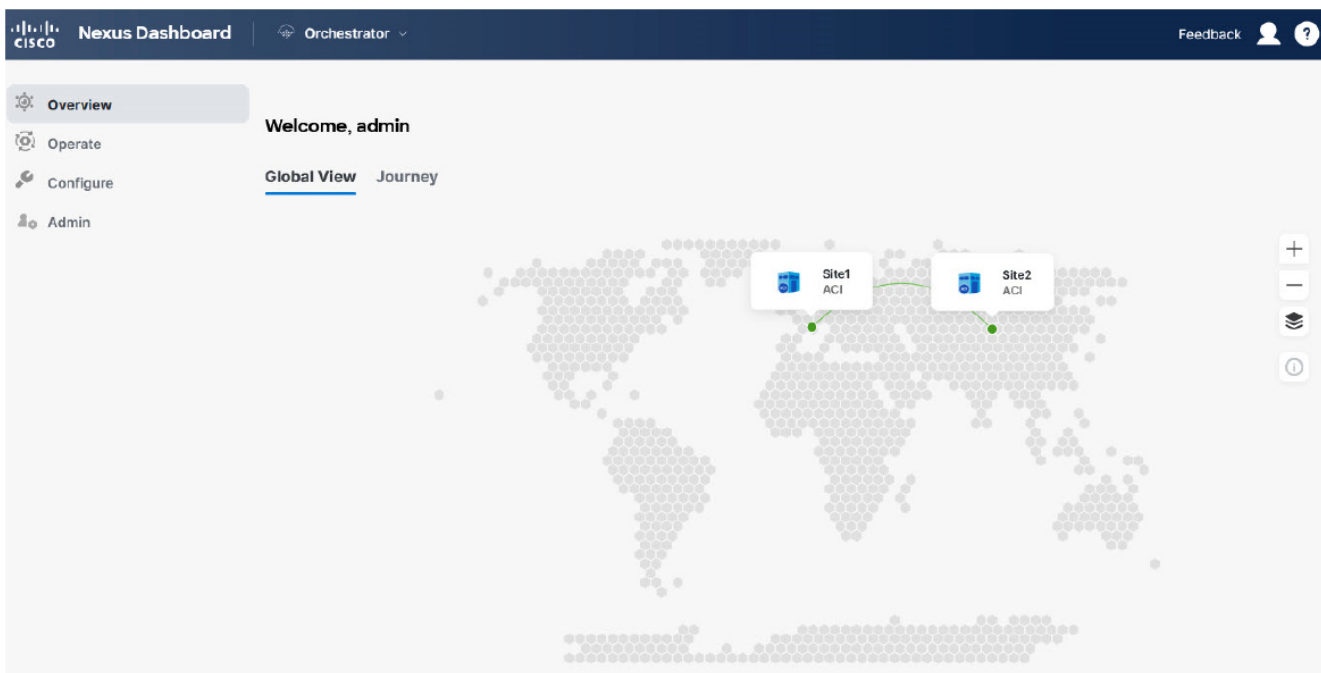 CISCO Nexus Dashboard Orchestrator Feedback ?
Overview
Operate
Configure
Admin
Welcome, admin
Global View Journey
Site1
ACI
Site2
ACI